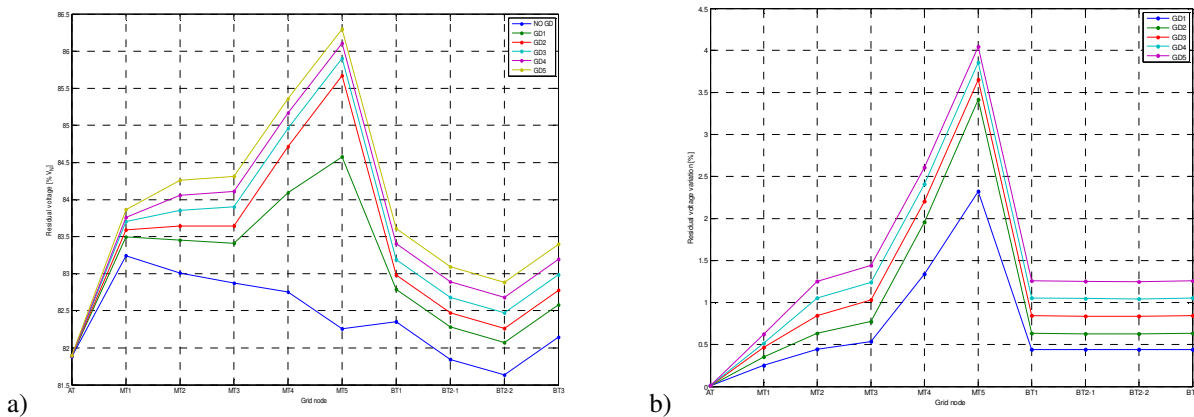 86.5
86
85.5
85
84.5
84
83.5
83
82.5
82
81.5
Residual voltage [% VN]
AT MT1 MT2 MT3 MT4 MT5 BT1 BT2-1 BT2-2 BT3
Grid node
NO GD
GD1
GD2
GD3
GD4
GD5
a)
4.5
4
3.5
3
2.5
2
1.5
1
0.5
0
Residual voltage variation [%]
AT MT1 MT2 MT3 MT4 MT5 BT1 BT2-1 BT2-2 BT
Grid node
GD1
GD2
GD3
GD4
GD5
b)